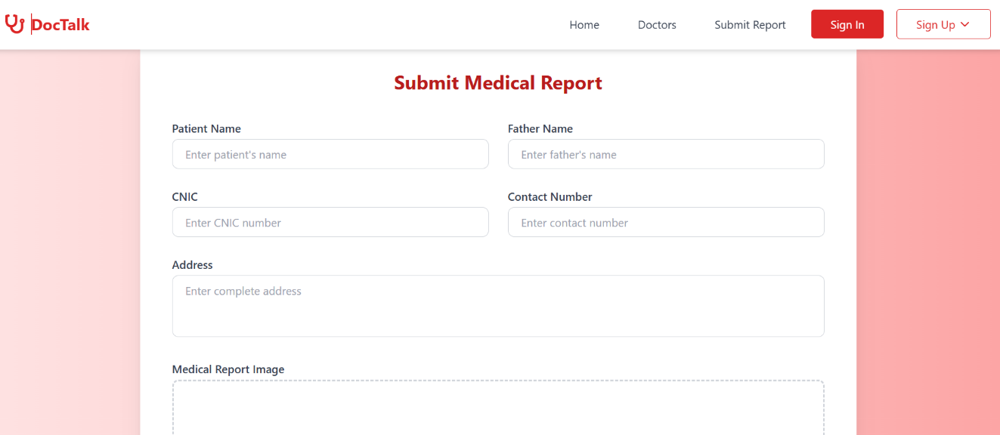 DocTalk Home Doctors Submit Report Sign In Sign Up
Submit Medical Report
Patient Name Father Name
Enter patient's name Enter father's name
CNIC Contact Number
Enter CNIC number Enter contact number
Address
Enter complete address
Medical Report Image